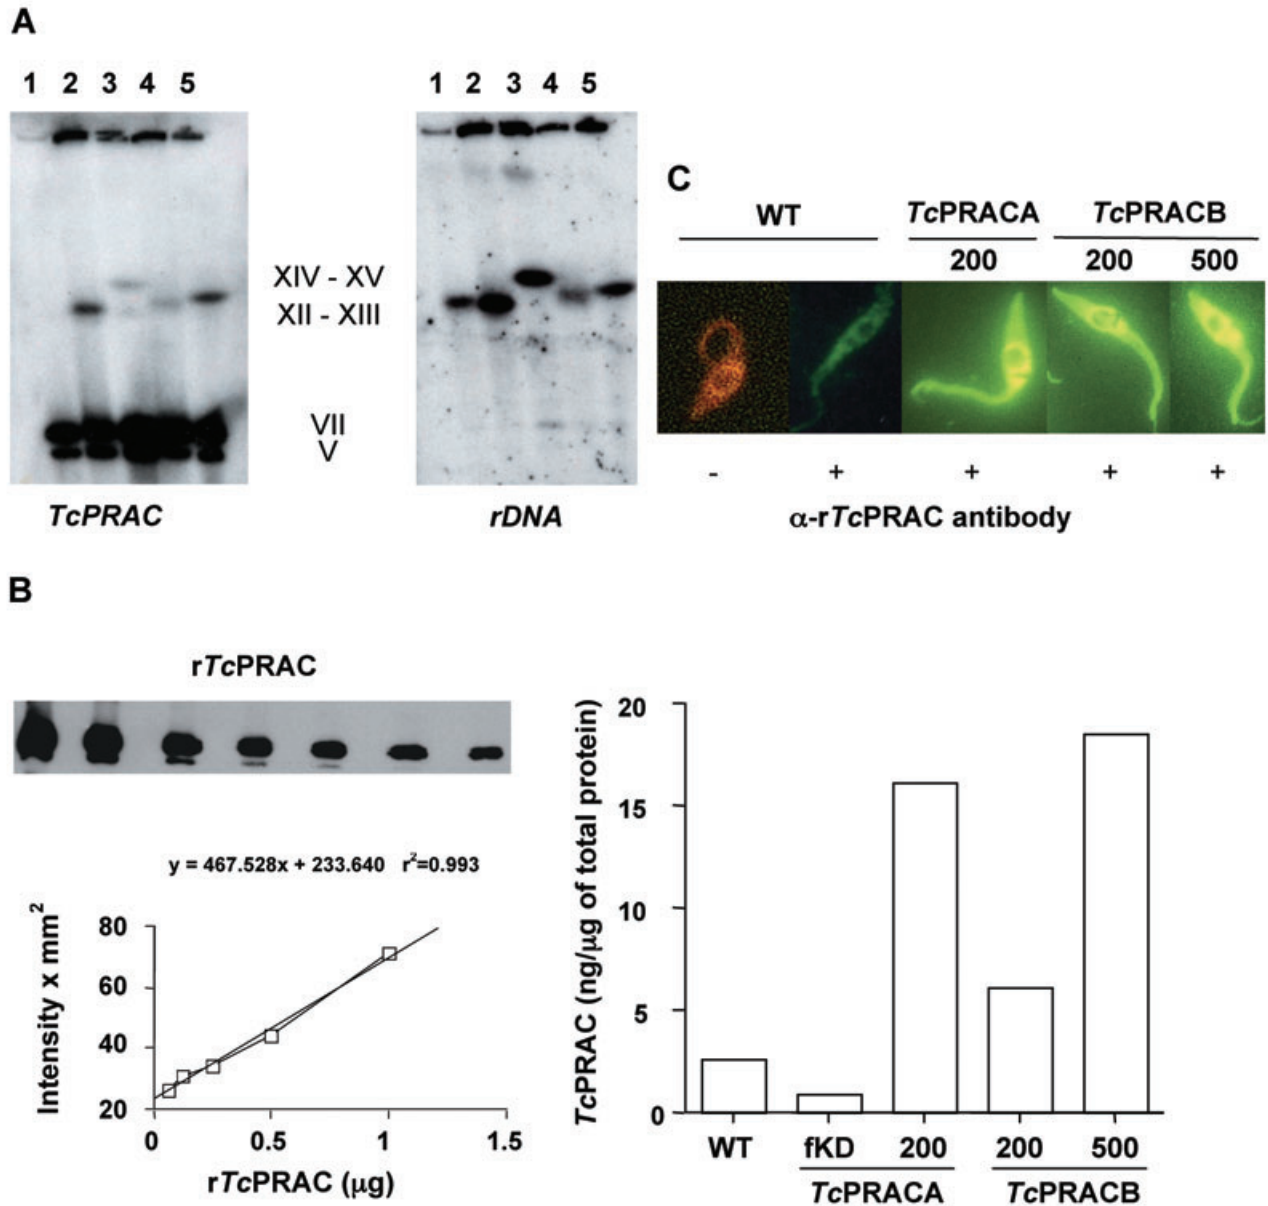 A
1 2 3 4 5
1 2 3 4 5
XIV - XV
XII - XIII
VII
V
TcPRAC
rDNA
C
WT TcPRACA TcPRACB
200 200 500
- + + + +
α-rTcPRAC antibody
B
rTcPRAC
y = 467.528x + 233.640 r²=0.993
Intensity x mm²
80
60
40
20
0 0.5 1 1.5
rTcPRAC (μg)
TcPRAC (ng/μg of total protein)
20
15
10
5
0
WT fKD 200 200 500
TcPRACA TcPRACB